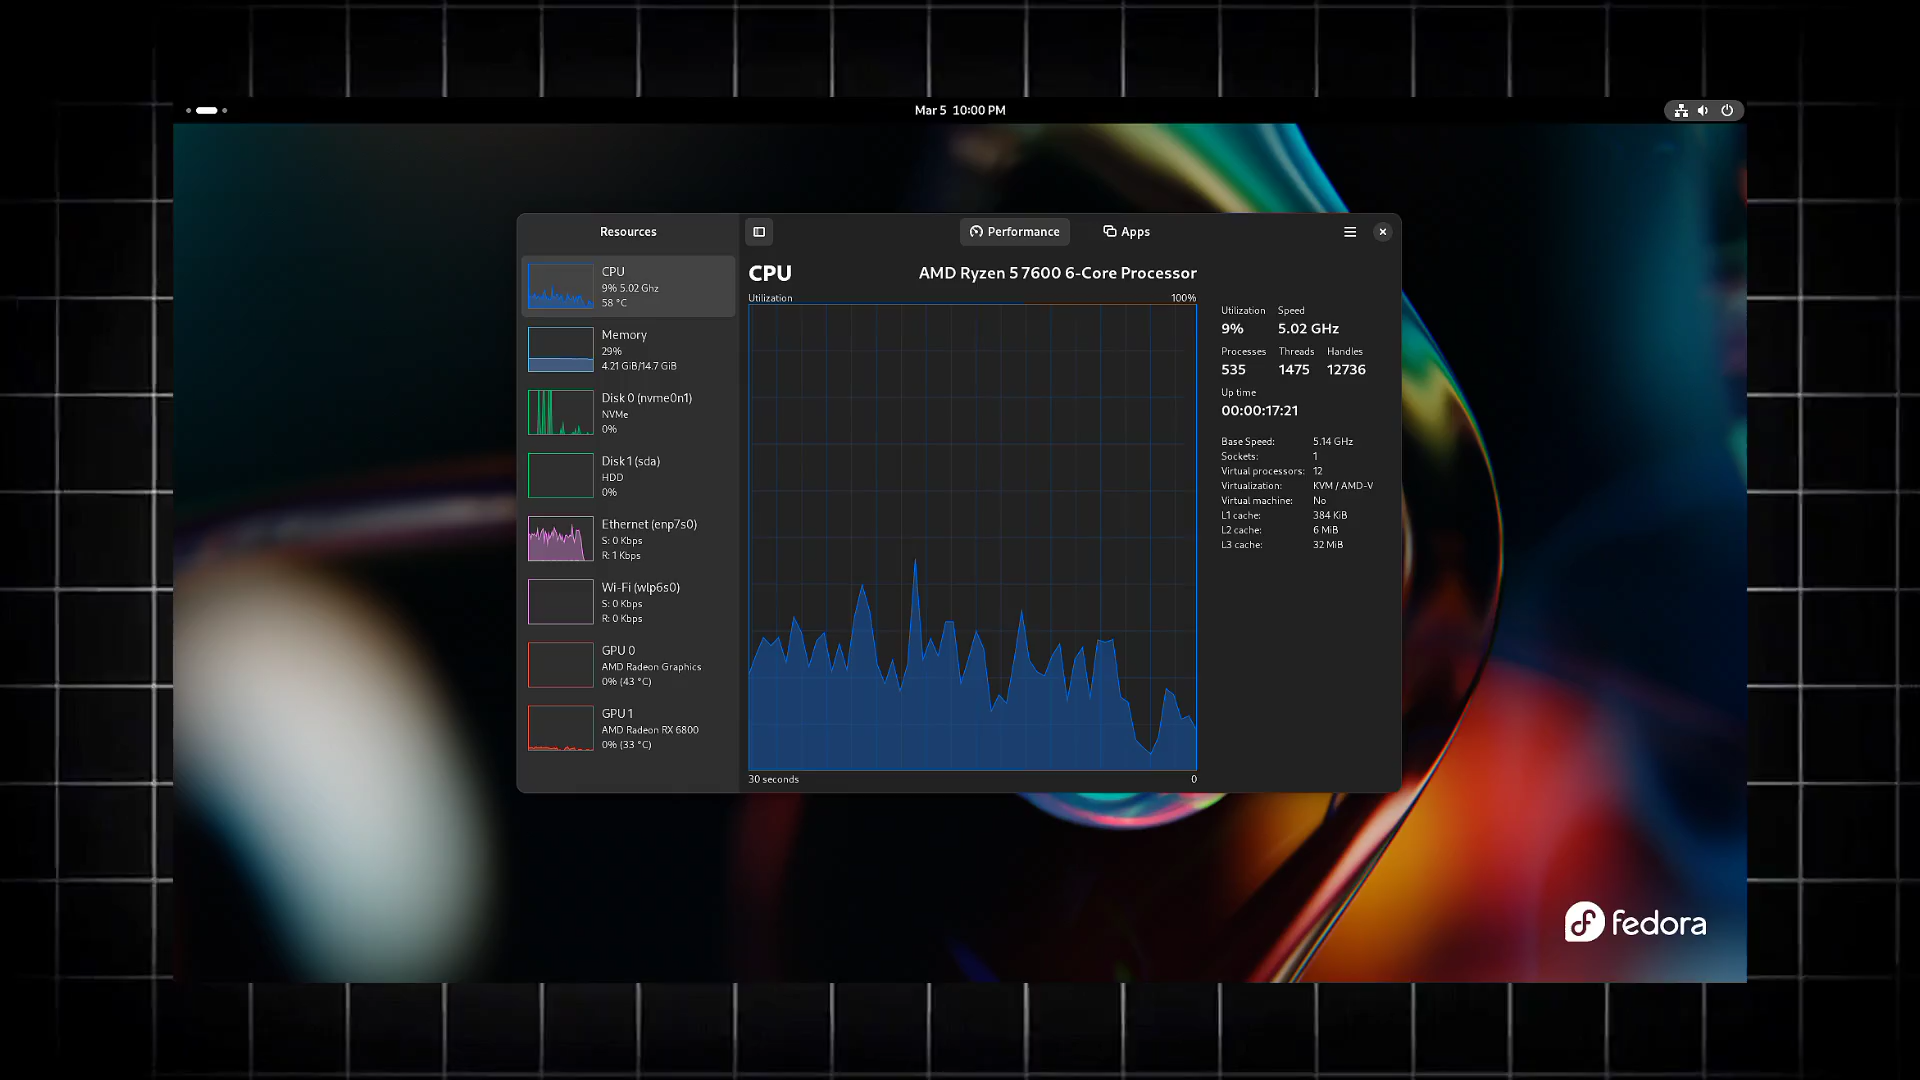 Mar 5 10:00 PM
Resources
Performance
Apps
CPU
9% 5.02 Ghz
58 °C
Memory
29%
4.21 GiB/14.7 GiB
Disk 0 (nvme0n1)
NVMe
0%
Disk 1 (sda)
HDD
0%
Ethernet (enp7s0)
S: 0 Kbps
R: 1 Kbps
Wi-Fi (wlp6s0)
S: 0 Kbps
R: 0 Kbps
GPU 0
AMD Radeon Graphics
0% (43 °C)
GPU 1
AMD Radeon RX 6800
0% (33 °C)
CPU AMD Ryzen 5 7600 6-Core Processor
Utilization 100%
30 seconds 0
Utilization Speed
9% 5.02 GHz
Processes Threads Handles
535 1475 12736
Up time
00:00:17:21
Base Speed: 5.14 GHz
Sockets: 1
Virtual processors: 12
Virtualization: KVM / AMD-V
Virtual machine: No
L1 cache: 384 KiB
L2 cache: 6 MiB
L3 cache: 32 MiB
fedora